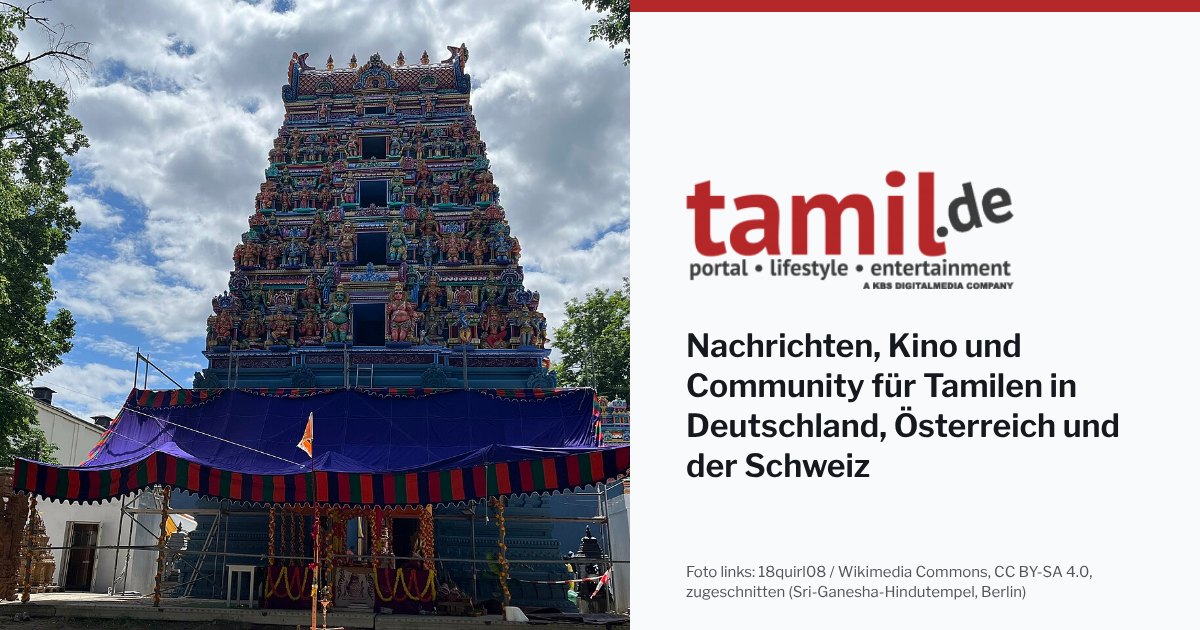 tamil.de
portal • lifestyle • entertainment
A KBS DIGITALMEDIA COMPANY
Nachrichten, Kino und
Community für Tamilen in
Deutschland, Österreich und
der Schweiz
Foto links: 18quirl08 / Wikimedia Commons, CC BY-SA 4.0,
zugeschnitten (Sri-Ganesha-Hindutempel, Berlin)